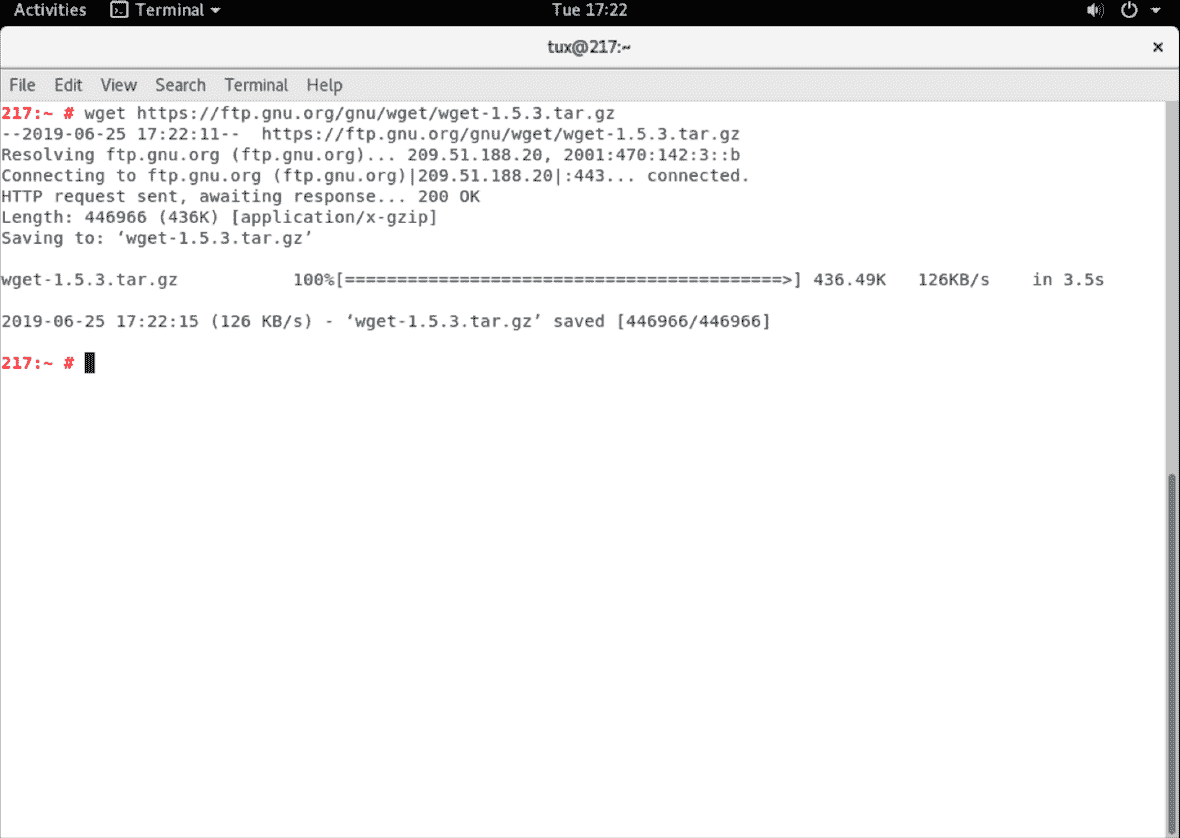 Activities Terminal Tue 17:22
tux@217:~
File Edit View Search Terminal Help
217:~ # wget https://ftp.gnu.org/gnu/wget/wget-1.5.3.tar.gz
--2019-06-25 17:22:11--  https://ftp.gnu.org/gnu/wget/wget-1.5.3.tar.gz
Resolving ftp.gnu.org (ftp.gnu.org)... 209.51.188.20, 2001:470:142:3::b
Connecting to ftp.gnu.org (ftp.gnu.org)|209.51.188.20|:443... connected.
HTTP request sent, awaiting response... 200 OK
Length: 446966 (436K) [application/x-gzip]
Saving to: ‘wget-1.5.3.tar.gz’
wget-1.5.3.tar.gz           100%[==========================================>] 436.49K   126KB/s    in 3.5s
2019-06-25 17:22:15 (126 KB/s) - ‘wget-1.5.3.tar.gz’ saved [446966/446966]
217:~ #